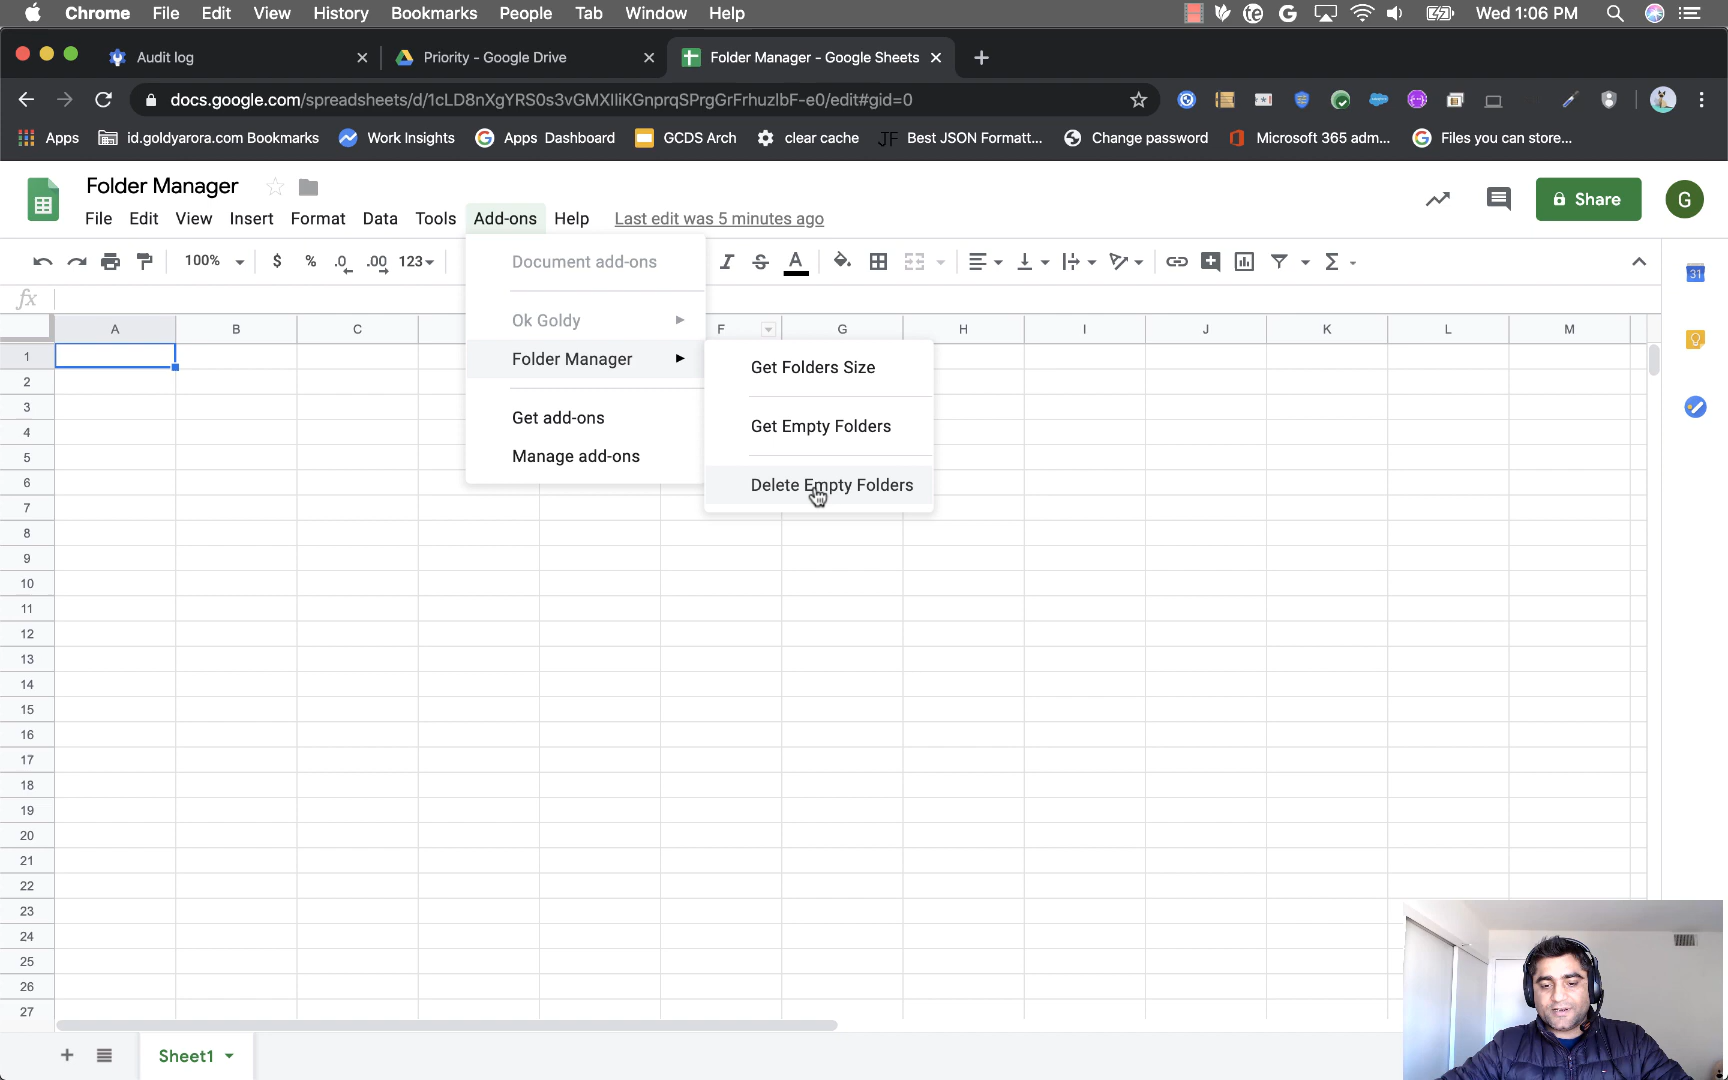 Chrome File Edit View History Bookmarks People Tab Window Help Wed 1:06 PM
Audit log Priority - Google Drive Folder Manager - Google Sheets
docs.google.com/spreadsheets/d/1cLD8nXgYRS0s3vGMXIliKGnprqSPrgGrFrhuzIbF-e0/edit#gid=0
Apps id.goldyarora.com Bookmarks Work Insights Apps Dashboard GCDS Arch clear cache JF Best JSON Formatt... Change password Microsoft 365 adm... Files you can store...
Folder Manager
File Edit View Insert Format Data Tools Add-ons Help Last edit was 5 minutes ago
Share
G
100% $ % .0 .00 123 A Σ
31
fx
Document add-ons
Ok Goldy
Folder Manager
Get add-ons
Manage add-ons
Get Folders Size
Get Empty Folders
Delete Empty Folders
A B C F G H I J K L M
1
2
3
4
5
6
7
8
9
10
11
12
13
14
15
16
17
18
19
20
21
22
23
24
25
26
27
Sheet1